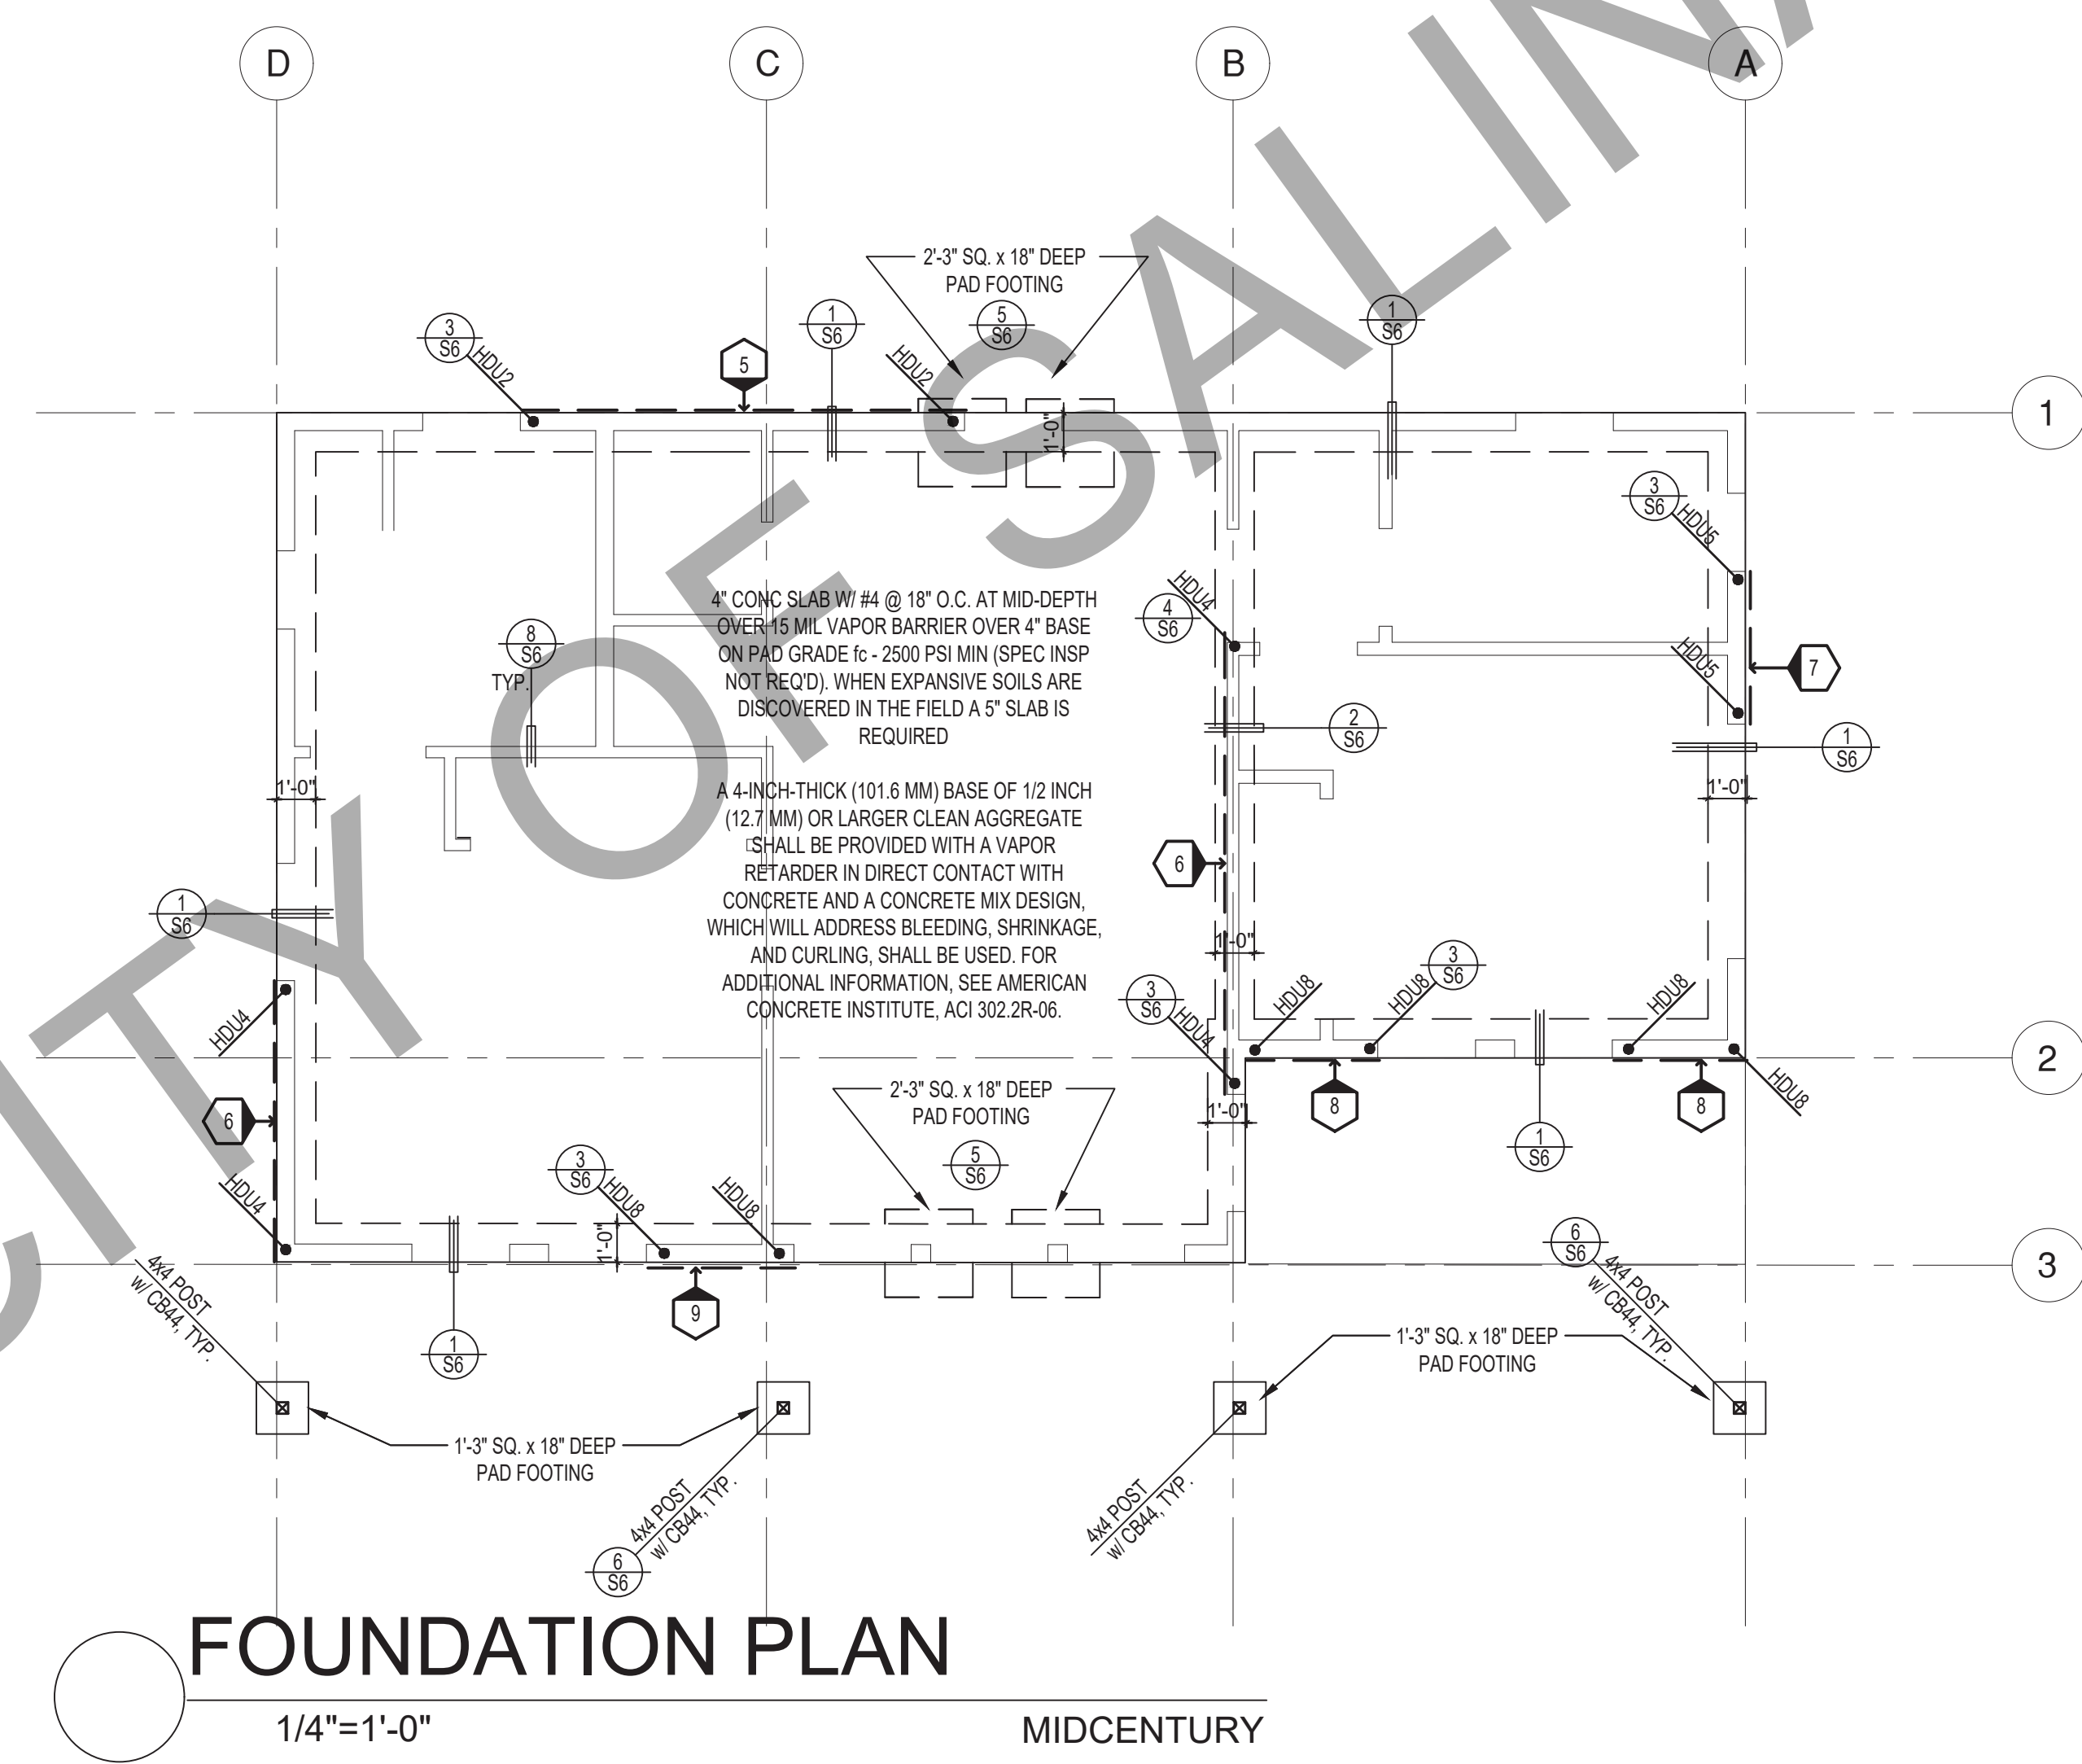 D
C
B
A
1
2
3
2'-3" SQ. x 18" DEEP
PAD FOOTING
5
S6
3
S6
HDU2
5
1
S6
HDU2
1
S6
1'-0"
3
S6
HDU5
HDU5
7
1
S6
1'-0"
4" CONC SLAB W/ #4 @ 18" O.C. AT MID-DEPTH
OVER 15 MIL VAPOR BARRIER OVER 4" BASE
ON PAD GRADE fc - 2500 PSI MIN (SPEC INSP
NOT REQ'D). WHEN EXPANSIVE SOILS ARE
DISCOVERED IN THE FIELD A 5" SLAB IS
REQUIRED
A 4-INCH-THICK (101.6 MM) BASE OF 1/2 INCH
(12.7 MM) OR LARGER CLEAN AGGREGATE
SHALL BE PROVIDED WITH A VAPOR
RETARDER IN DIRECT CONTACT WITH
CONCRETE AND A CONCRETE MIX DESIGN,
WHICH WILL ADDRESS BLEEDING, SHRINKAGE,
AND CURLING, SHALL BE USED. FOR
ADDITIONAL INFORMATION, SEE AMERICAN
CONCRETE INSTITUTE, ACI 302.2R-06.
8
S6
TYP.
HDU4
4
S6
2
S6
6
1'-0"
1'-0"
1
S6
HDU4
6
HDU4
3
S6
HDU4
HDU8
3
S6
HDU8
HDU8
HDU8
8
8
1
S6
1'-0"
2'-3" SQ. x 18" DEEP
PAD FOOTING
5
S6
3
S6
HDU8
HDU8
1'-0"
9
1
S6
4x4 POST
w/ CB44, TYP.
6
S6
4x4 POST
w/ CB44, TYP.
1'-3" SQ. x 18" DEEP
PAD FOOTING
1'-3" SQ. x 18" DEEP
PAD FOOTING
4x4 POST
w/ CB44, TYP.
6
S6
4x4 POST
w/ CB44, TYP.
FOUNDATION PLAN
1/4"=1'-0"
MIDCENTURY